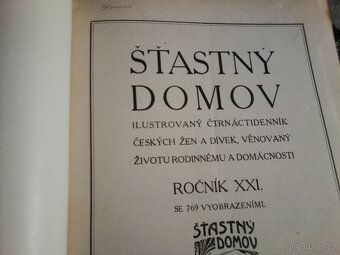 ŠŤASTNÝ
DOMOV
ILUSTROVANÝ ČTRNÁCTIDENNÍK
ČESKÝCH ŽEN A DÍVEK, VĚNOVANÝ
ŽIVOTU RODINNÉMU A DOMÁCNOSTI
ROČNÍK XXI.
SE 769 VYOBRAZENÍMI.
ŠŤASTNÝ
DOMOV